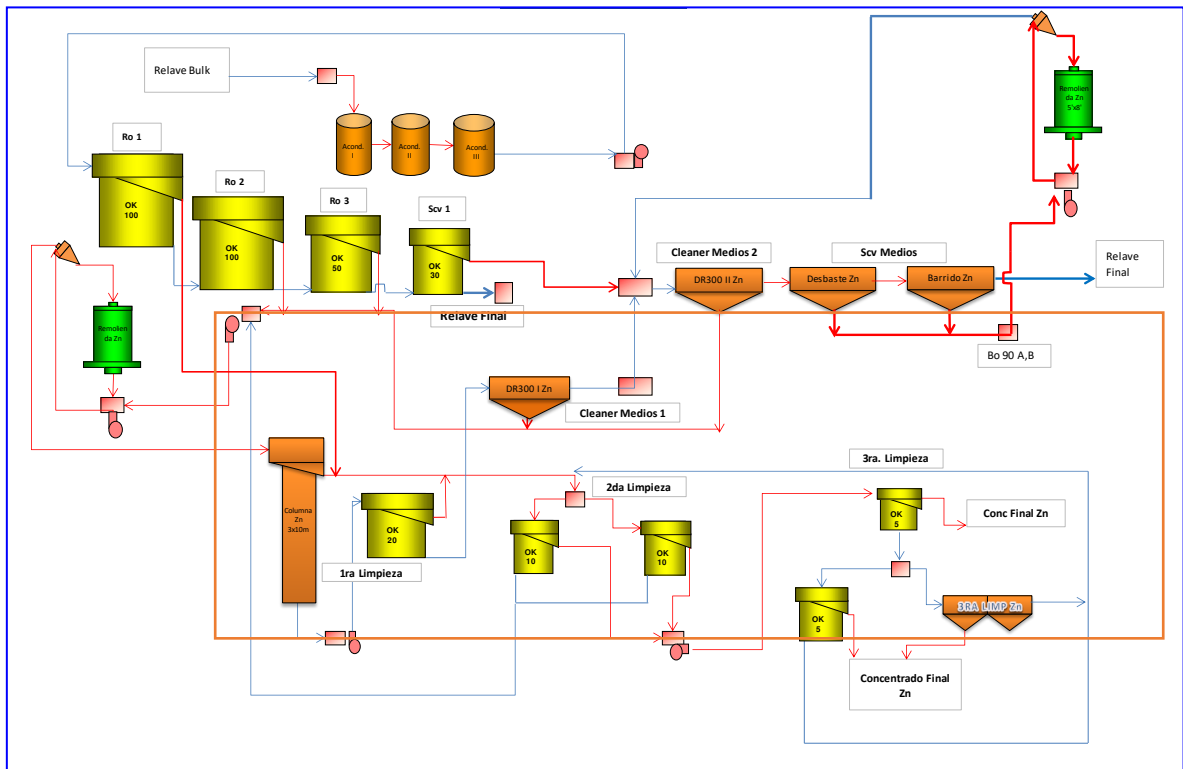 Relave Bulk
Ro 1
Acond.
I
Acond.
II
Acond.
III
Remolien
da Zn
5'x8'
OK
100
Ro 2
OK
100
Ro 3
OK
50
Scv 1
OK
30
Cleaner Medios 2
Scv Medios
DR300 II Zn
Desbaste Zn
Barrido Zn
Relave
Final
Relave Final
Remolien
da Zn
Bo 90 A,B
DR300 I Zn
Cleaner Medios 1
3ra. Limpieza
2da Limpieza
Columna
Zn
3x10m
OK
20
1ra Limpieza
OK
10
OK
10
OK
5
Conc Final Zn
OK
5
3RA LIMP Zn
Concentrado Final
Zn